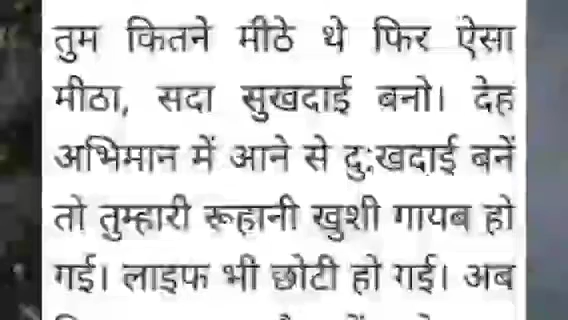 तुम कितने मीठे थे फिर ऐसा
मीठा, सदा सुखदाई बनो। देह
अभिमान में आने से दु:खदाई बनें
तो तुम्हारी रूहानी खुशी गायब हो
गई। लाइफ भी छोटी हो गई। अब